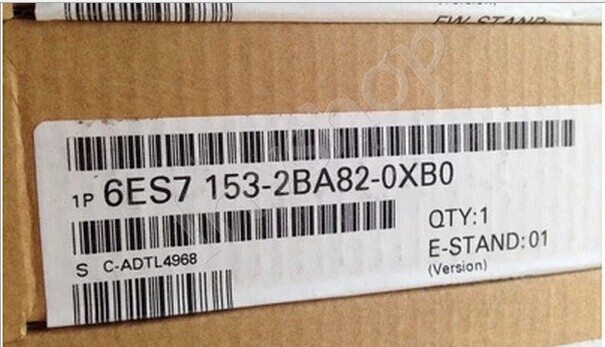 FW-STAND:
1P 6ES7 153-2BA82-0XB0
QTY:1
S C-ADTL4968
E-STAND:01
(Version)